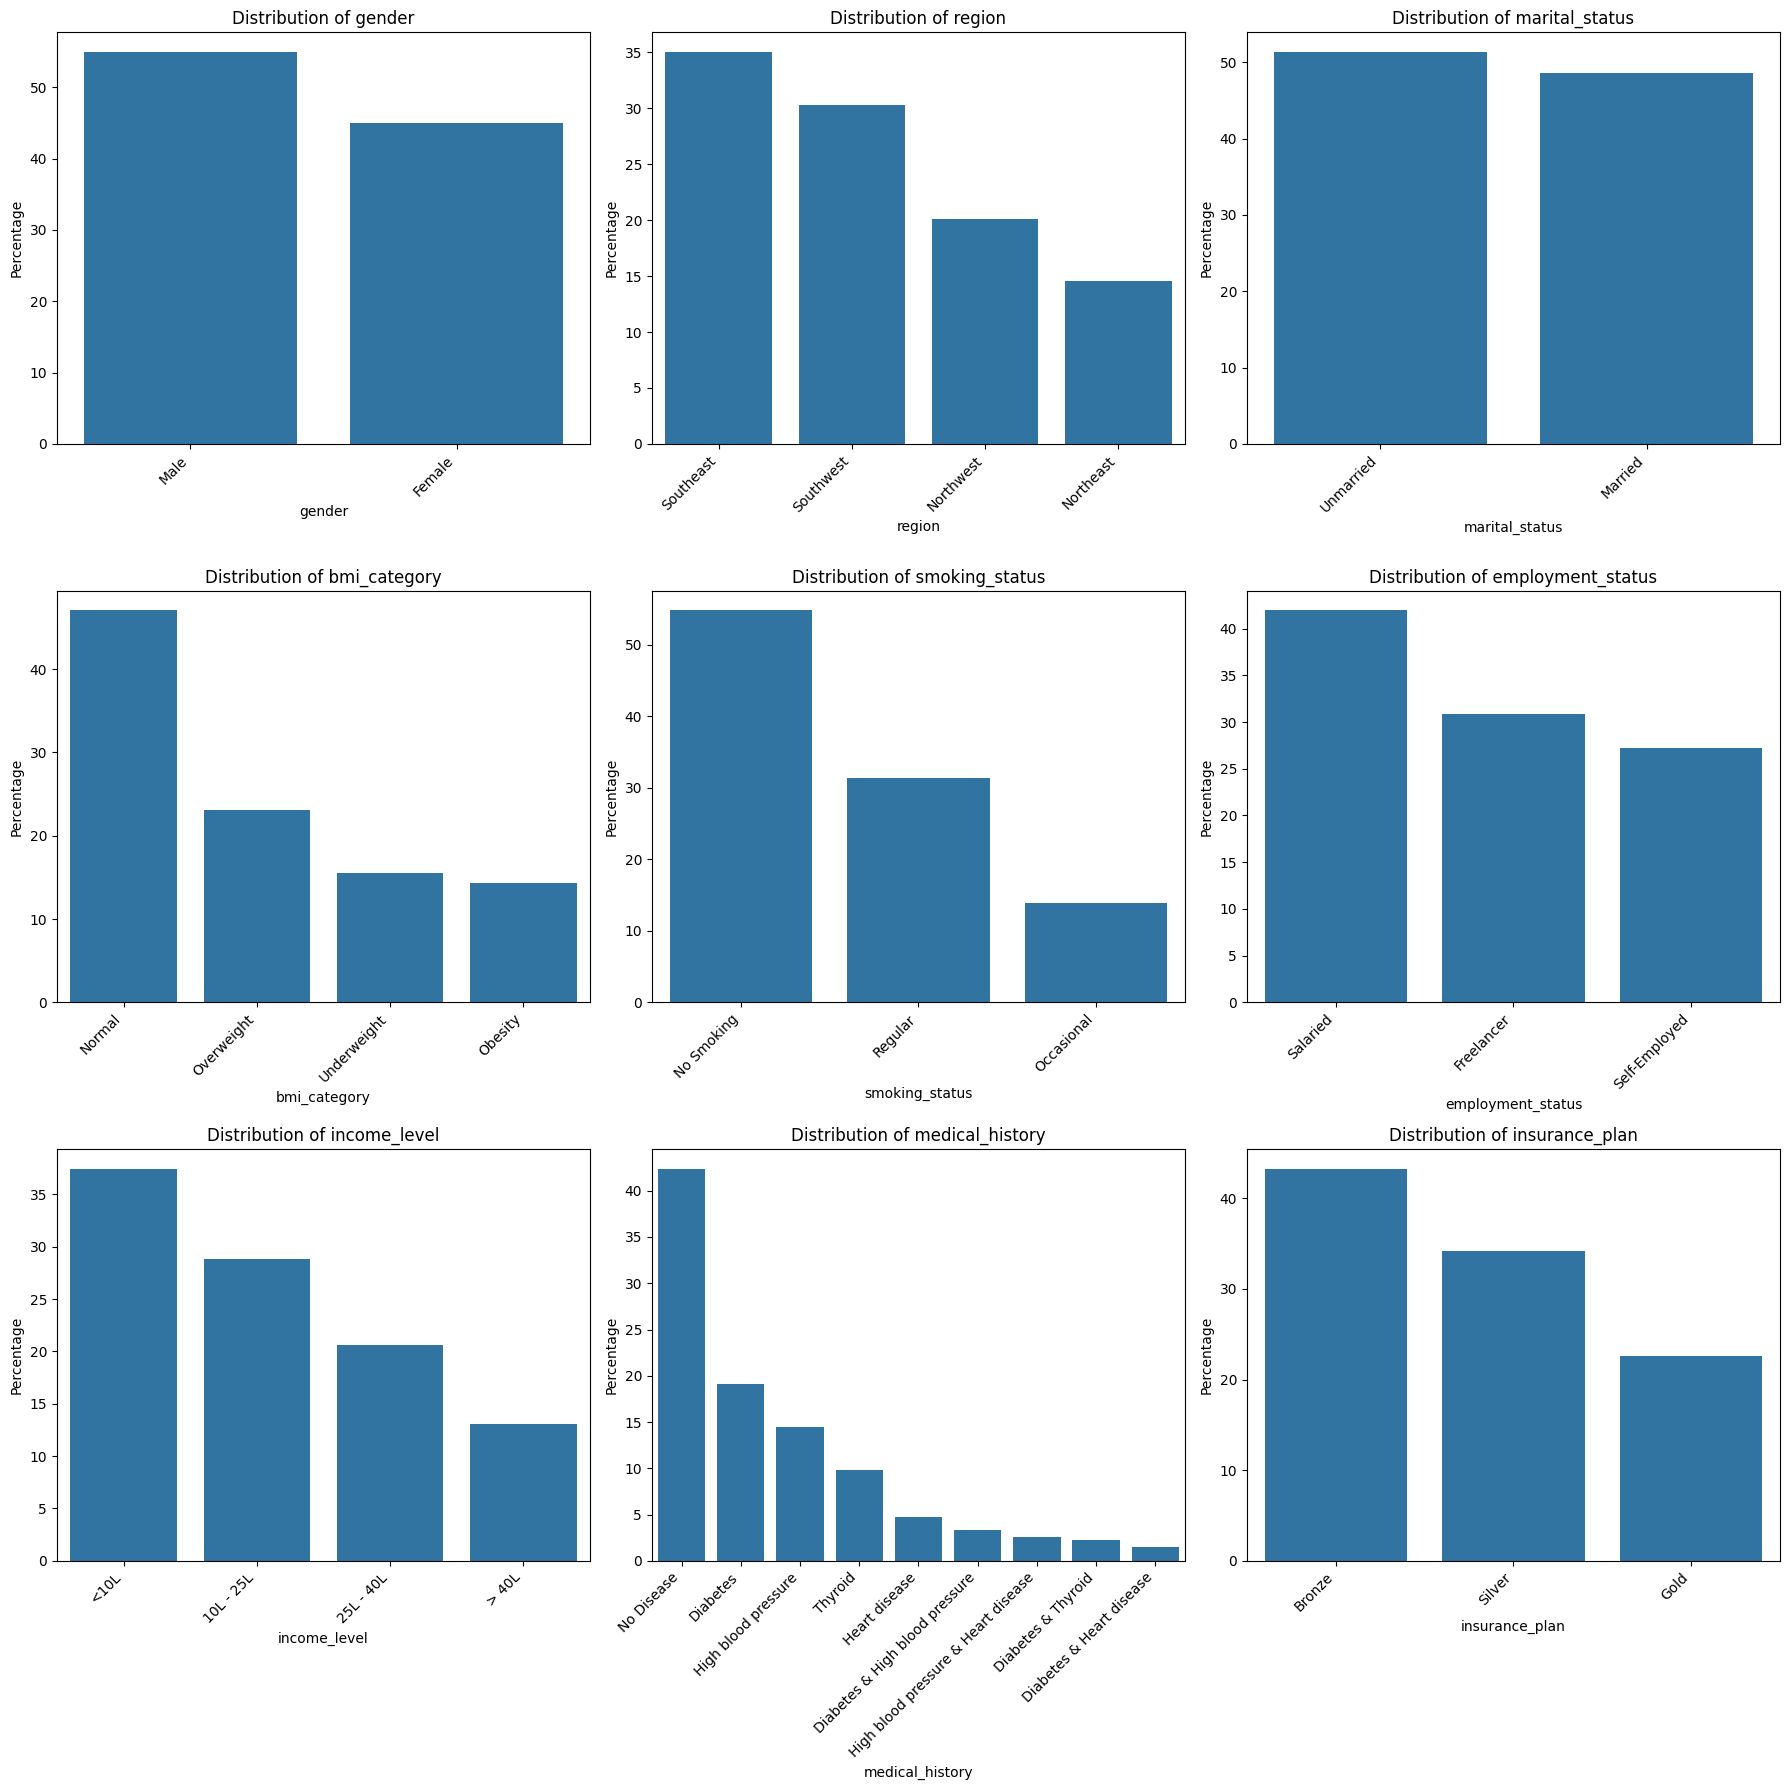 Distribution of gender
Percentage
50
40
30
20
10
0
Male
Female
gender
Distribution of region
Percentage
35
30
25
20
15
10
5
0
Southeast
Southwest
Northwest
Northeast
region
Distribution of marital_status
Percentage
50
40
30
20
10
0
Unmarried
Married
marital_status
Distribution of bmi_category
Percentage
40
30
20
10
0
Normal
Overweight
Underweight
Obesity
bmi_category
Distribution of smoking_status
Percentage
50
40
30
20
10
0
No Smoking
Regular
Occasional
smoking_status
Distribution of employment_status
Percentage
40
35
30
25
20
15
10
5
0
Salaried
Freelancer
Self-Employed
employment_status
Distribution of income_level
Percentage
35
30
25
20
15
10
5
0
<10L
10L - 25L
25L - 40L
> 40L
income_level
Distribution of medical_history
Percentage
40
35
30
25
20
15
10
5
0
No Disease
Diabetes
High blood pressure
Thyroid
Heart disease
Diabetes & High blood pressure
High blood pressure & Heart disease
Diabetes & Thyroid
Diabetes & Heart disease
medical_history
Distribution of insurance_plan
Percentage
40
30
20
10
0
Bronze
Silver
Gold
insurance_plan